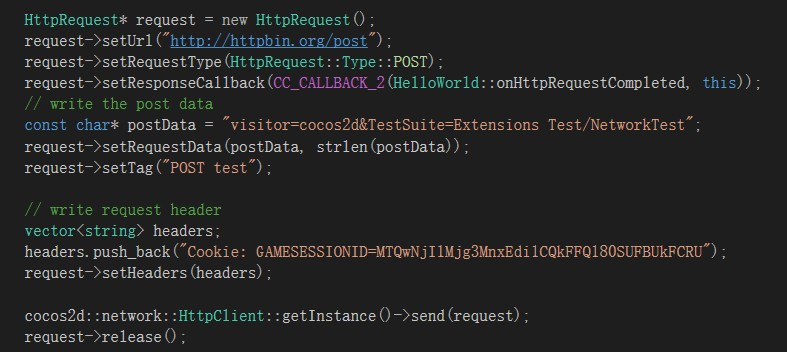 HttpRequest* request = new HttpRequest();
request->setUrl("http://httpbin.org/post");
request->setRequestType(HttpRequest::Type::POST);
request->setResponseCallback(CC_CALLBACK_2(HelloWorld::onHttpRequestCompleted, this));
// write the post data
const char* postData = "visitor=cocos2d&TestSuite=Extensions Test/NetworkTest";
request->setRequestData(postData, strlen(postData));
request->setTag("POST test");

// write request header
vector<string> headers;
headers.push_back("Cookie: GAMESESSIONID=MTQwNjI1Mjg3MnxEdi1CQkFFQ180SUFBUkFCRU");
request->setHeaders(headers);

cocos2d::network::HttpClient::getInstance()->send(request);
request->release();